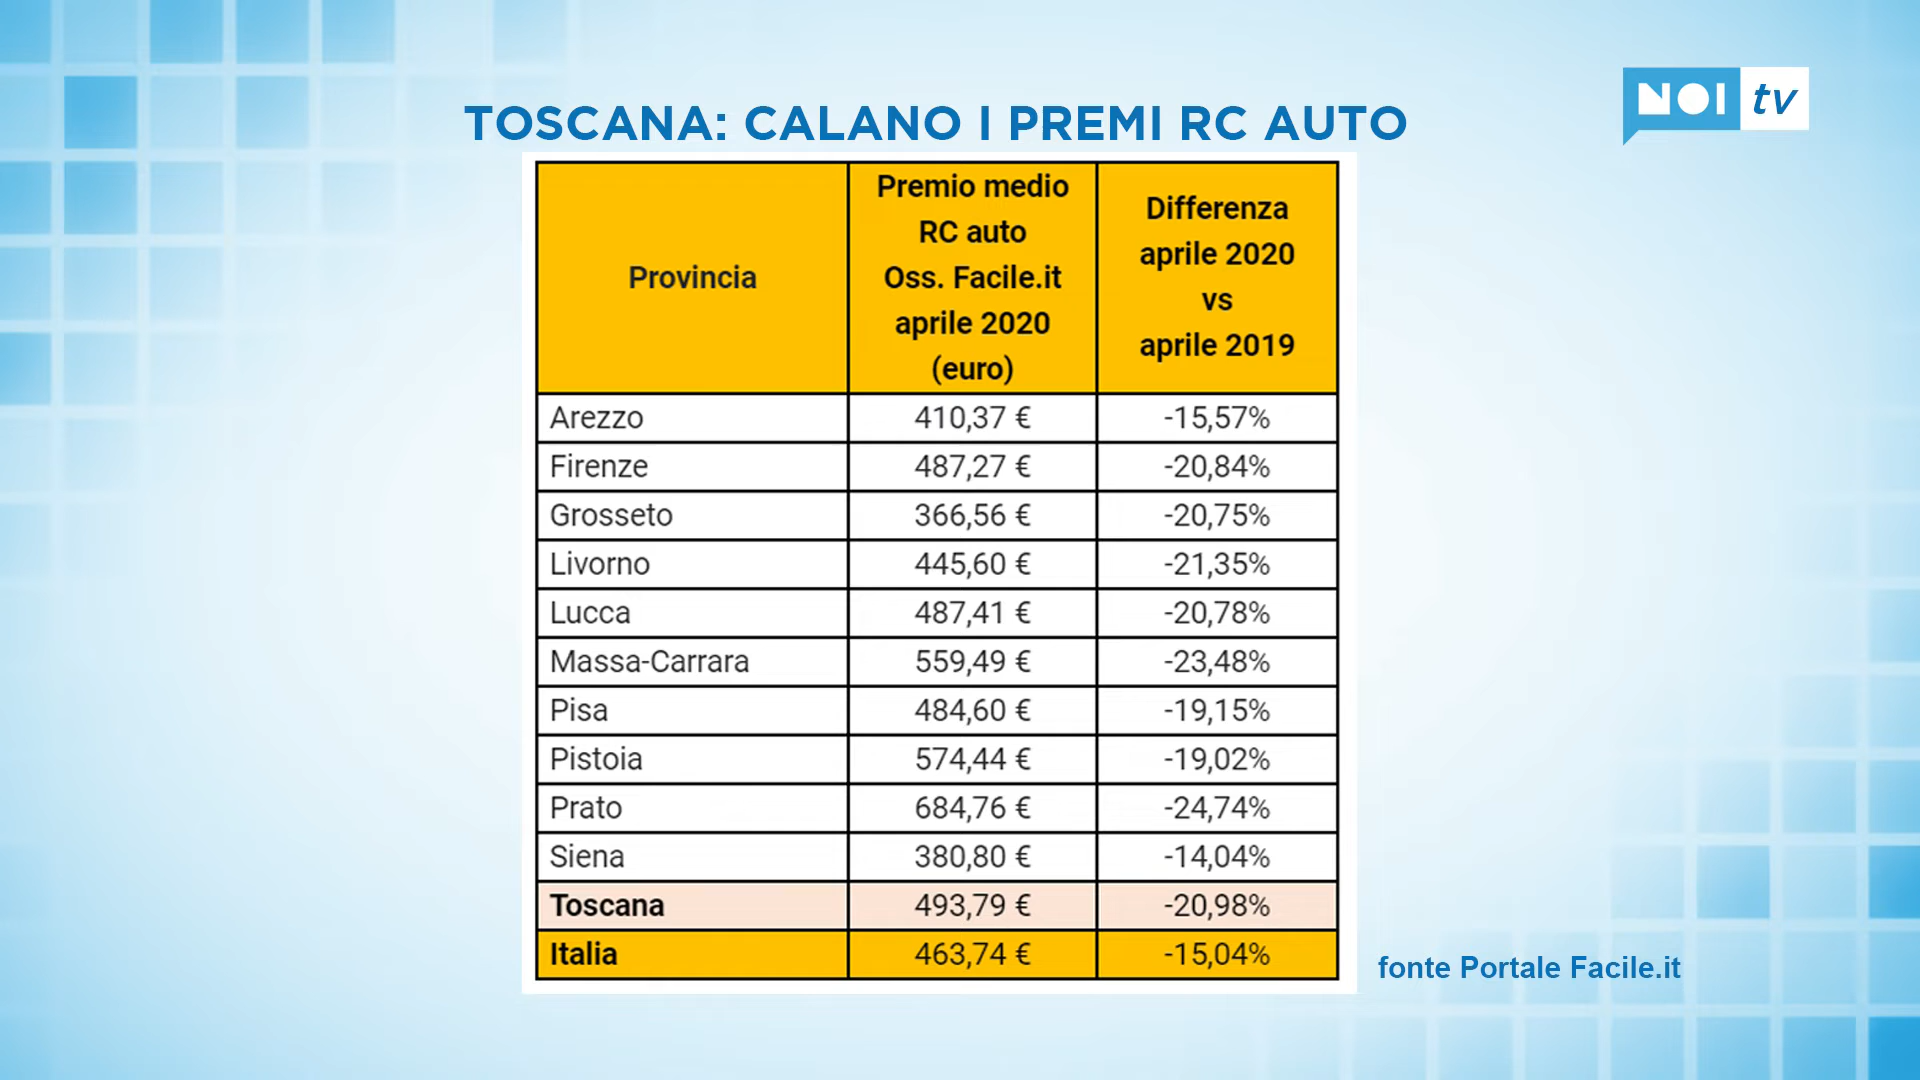 NOI tv
TOSCANA: CALANO I PREMI RC AUTO
Provincia
Premio medio
RC auto
Oss. Facile.it
aprile 2020
(euro)
Differenza
aprile 2020
vs
aprile 2019
Arezzo 410,37 € -15,57%
Firenze 487,27 € -20,84%
Grosseto 366,56 € -20,75%
Livorno 445,60 € -21,35%
Lucca 487,41 € -20,78%
Massa-Carrara 559,49 € -23,48%
Pisa 484,60 € -19,15%
Pistoia 574,44 € -19,02%
Prato 684,76 € -24,74%
Siena 380,80 € -14,04%
Toscana 493,79 € -20,98%
Italia 463,74 € -15,04%
fonte Portale Facile.it